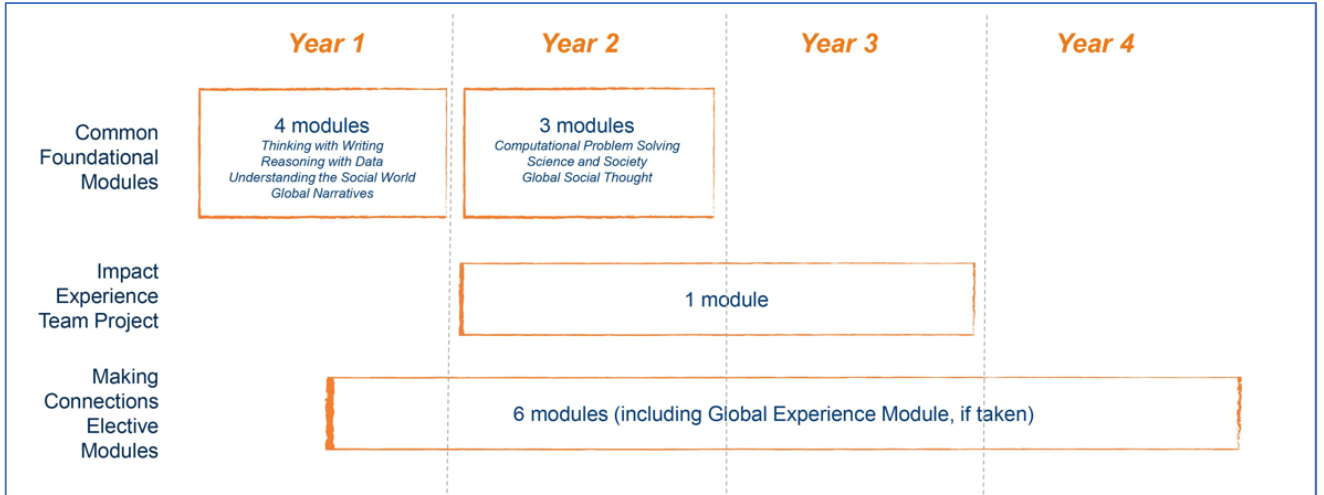 Year 1
Year 2
Year 3
Year 4
Common
Foundational
Modules
4 modules
Thinking with Writing
Reasoning with Data
Understanding the Social World
Global Narratives
3 modules
Computational Problem Solving
Science and Society
Global Social Thought
Impact
Experience
Team Project
1 module
Making
Connections
Elective
Modules
6 modules (including Global Experience Module, if taken)